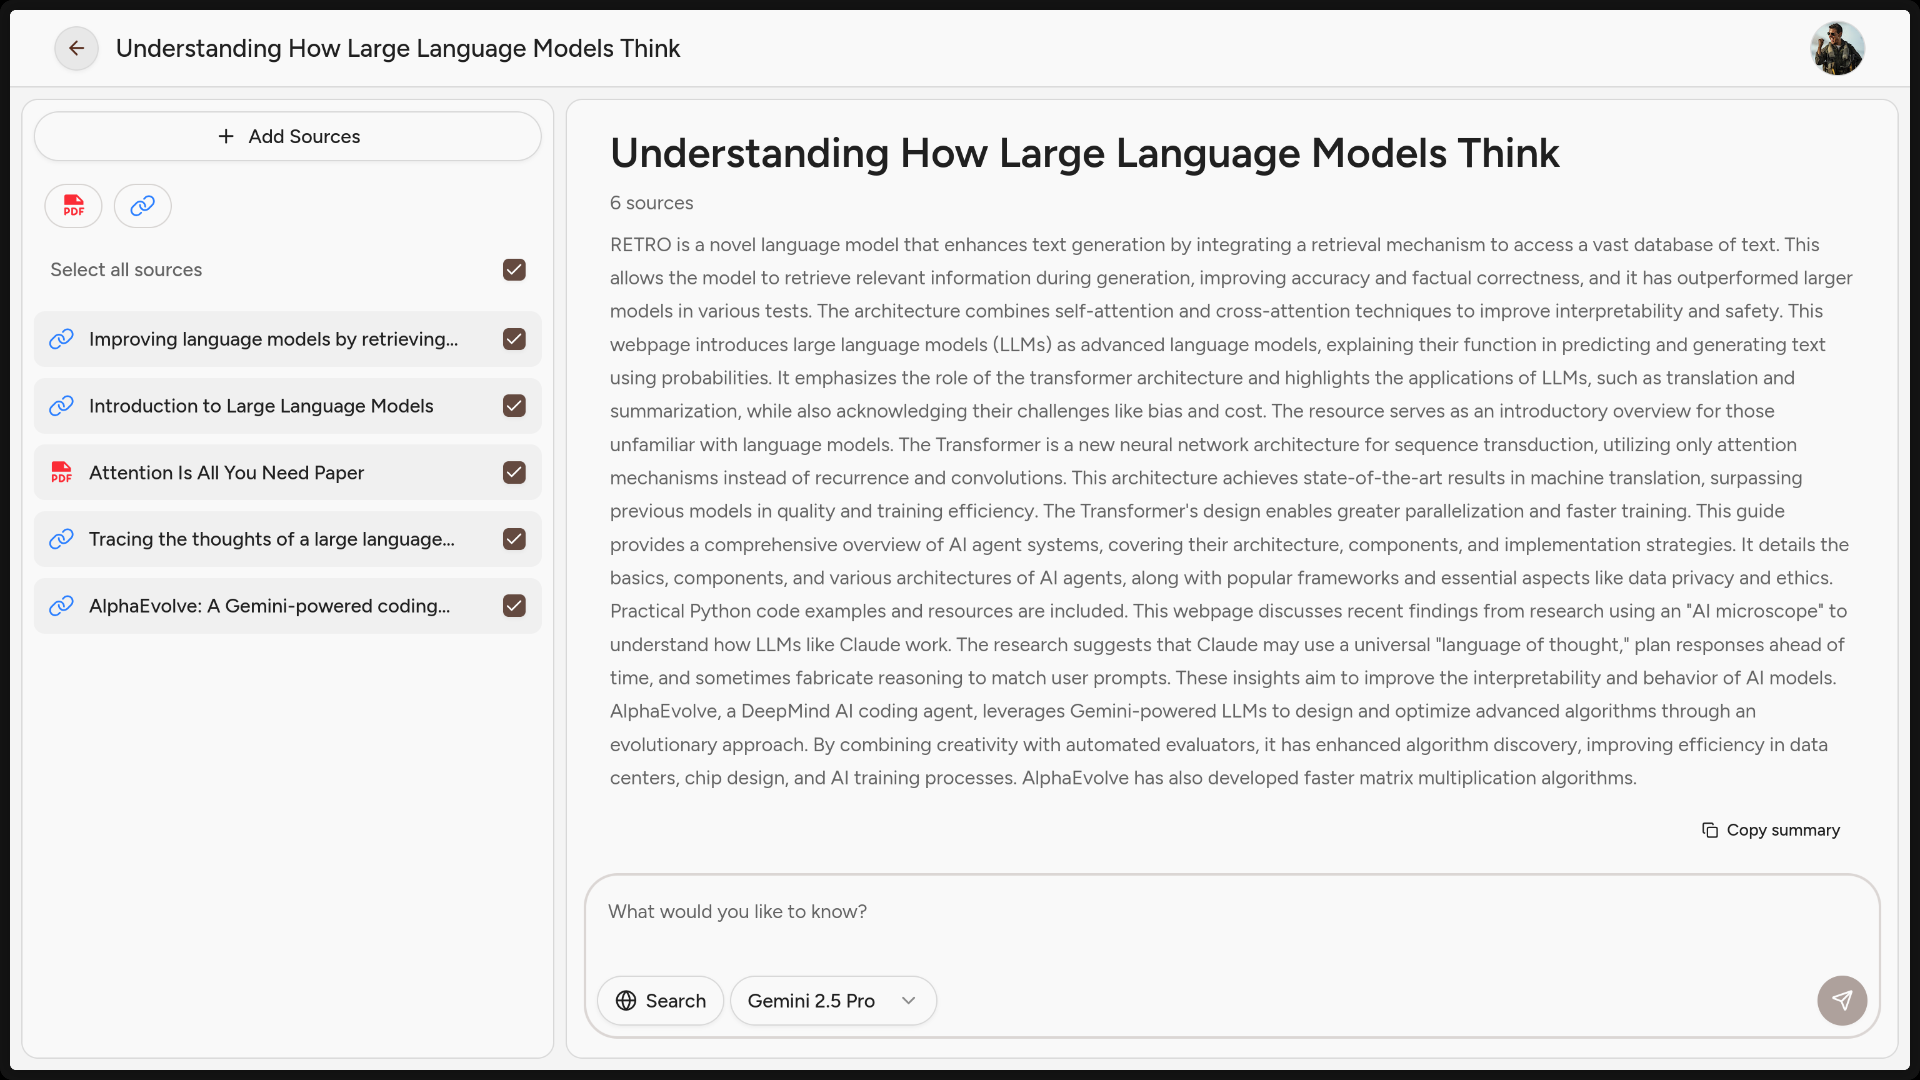 Understanding How Large Language Models Think
Add Sources
PDF
Select all sources
Improving language models by retrieving...
Introduction to Large Language Models
PDF
Attention Is All You Need Paper
Tracing the thoughts of a large language...
AlphaEvolve: A Gemini-powered coding...
Understanding How Large Language Models Think
6 sources
RETRO is a novel language model that enhances text generation by integrating a retrieval mechanism to access a vast database of text. This
allows the model to retrieve relevant information during generation, improving accuracy and factual correctness, and it has outperformed larger
models in various tests. The architecture combines self-attention and cross-attention techniques to improve interpretability and safety. This
webpage introduces large language models (LLMs) as advanced language models, explaining their function in predicting and generating text
using probabilities. It emphasizes the role of the transformer architecture and highlights the applications of LLMs, such as translation and
summarization, while also acknowledging their challenges like bias and cost. The resource serves as an introductory overview for those
unfamiliar with language models. The Transformer is a new neural network architecture for sequence transduction, utilizing only attention
mechanisms instead of recurrence and convolutions. This architecture achieves state-of-the-art results in machine translation, surpassing
previous models in quality and training efficiency. The Transformer's design enables greater parallelization and faster training. This guide
provides a comprehensive overview of AI agent systems, covering their architecture, components, and implementation strategies. It details the
basics, components, and various architectures of AI agents, along with popular frameworks and essential aspects like data privacy and ethics.
Practical Python code examples and resources are included. This webpage discusses recent findings from research using an "AI microscope" to
understand how LLMs like Claude work. The research suggests that Claude may use a universal "language of thought," plan responses ahead of
time, and sometimes fabricate reasoning to match user prompts. These insights aim to improve the interpretability and behavior of AI models.
AlphaEvolve, a DeepMind AI coding agent, leverages Gemini-powered LLMs to design and optimize advanced algorithms through an
evolutionary approach. By combining creativity with automated evaluators, it has enhanced algorithm discovery, improving efficiency in data
centers, chip design, and AI training processes. AlphaEvolve has also developed faster matrix multiplication algorithms.
Copy summary
What would you like to know?
Search
Gemini 2.5 Pro